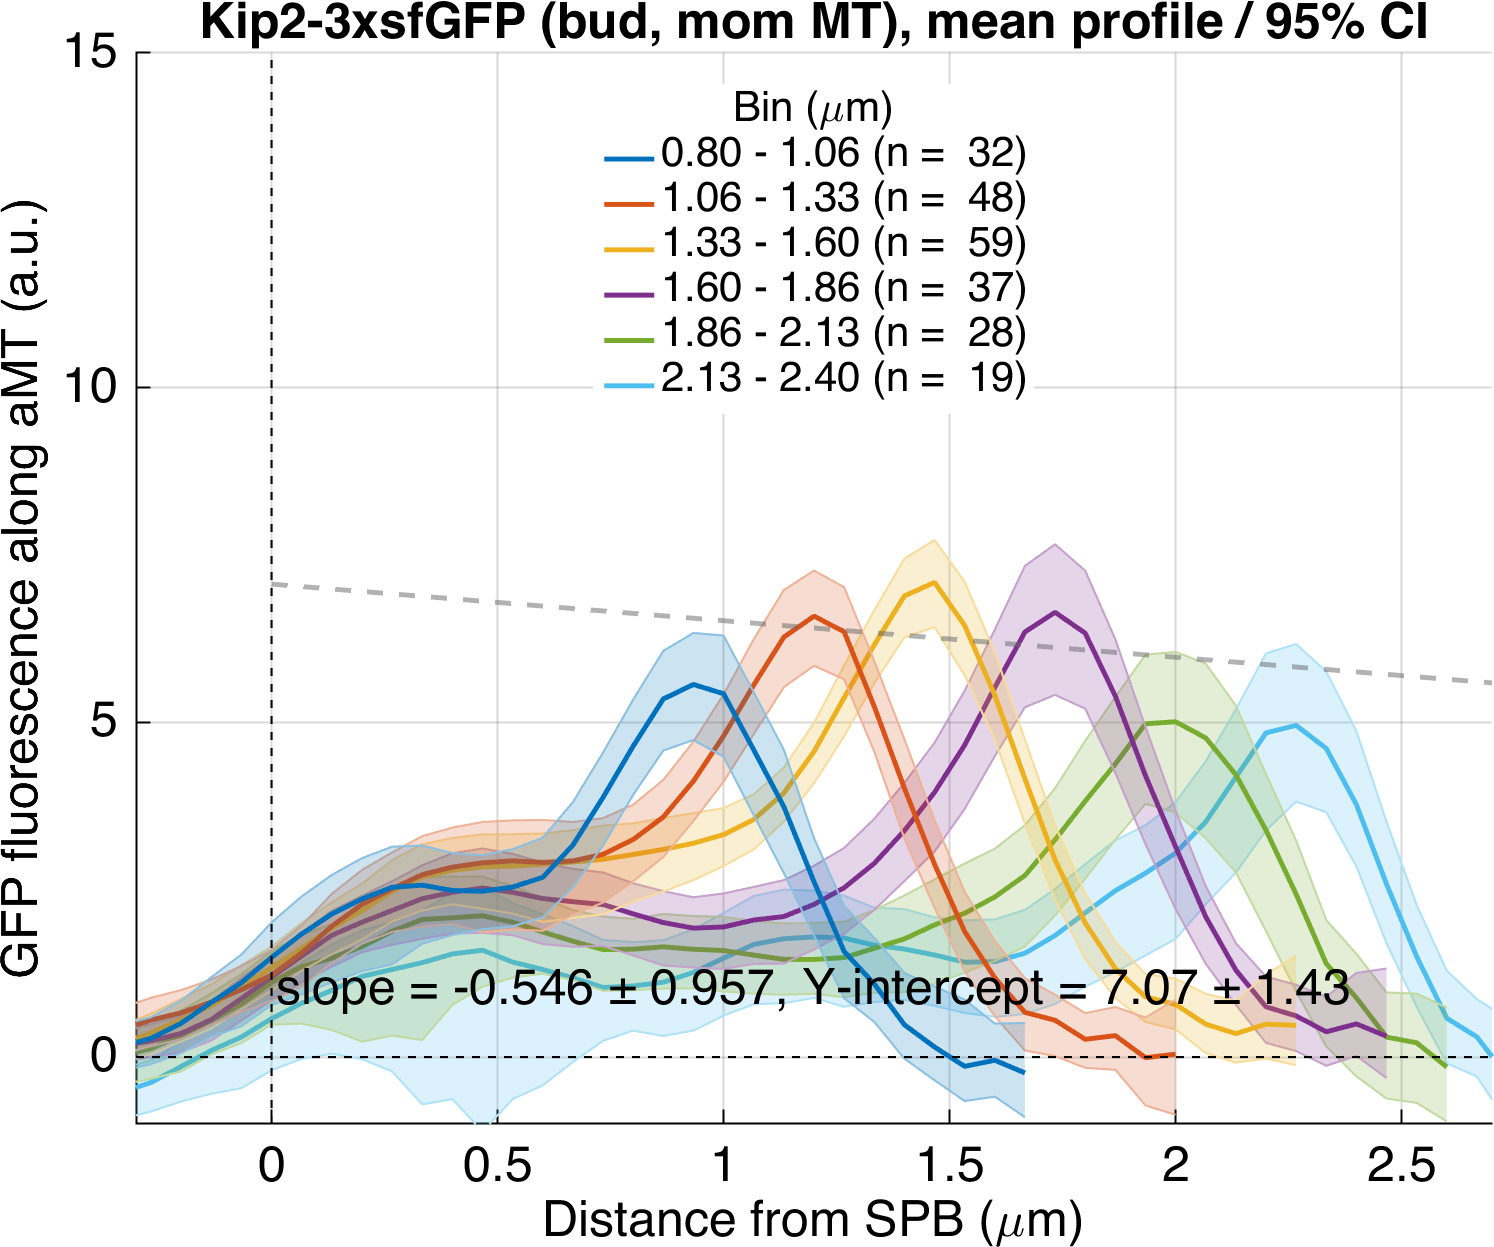 Kip2-3xsfGFP (bud, mom MT), mean profile / 95% CI
15
10
5
0
GFP fluorescence along aMT (a.u.)
Bin (μm)
0.80 - 1.06 (n =  32)
1.06 - 1.33 (n =  48)
1.33 - 1.60 (n =  59)
1.60 - 1.86 (n =  37)
1.86 - 2.13 (n =  28)
2.13 - 2.40 (n =  19)
slope = -0.546 ± 0.957, Y-intercept = 7.07 ± 1.43
0 0.5 1 1.5 2 2.5
Distance from SPB (μm)